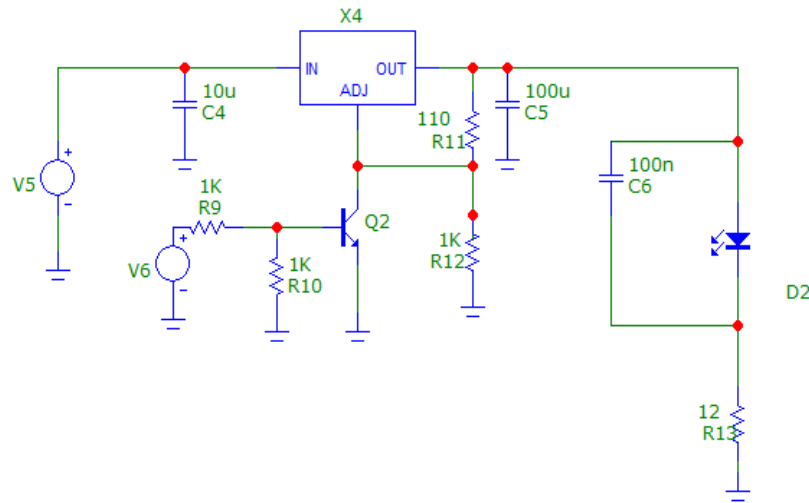 X4
IN
OUT
ADJ
10u
C4
110
R11
100u
C5
100n
C6
V5
+
-
1K
R9
Q2
V6
+
-
1K
R10
1K
R12
D2
12
R13